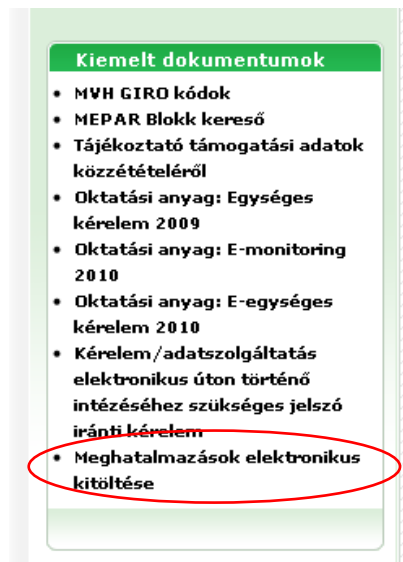 Kiemelt dokumentumok
• MVH GIRO kódok
• MEPAR Blokk kereső
• Tájékoztató támogatási adatok
közzétételéről
• Oktatási anyag: Egységes
kérelem 2009
• Oktatási anyag: E-monitoring
2010
• Oktatási anyag: E-egységes
kérelem 2010
• Kérelem/adatszolgáltatás
elektronikus úton történő
intézéséhez szükséges jelszó
iránti kérelem
• Meghatalmazások elektronikus
kitöltése